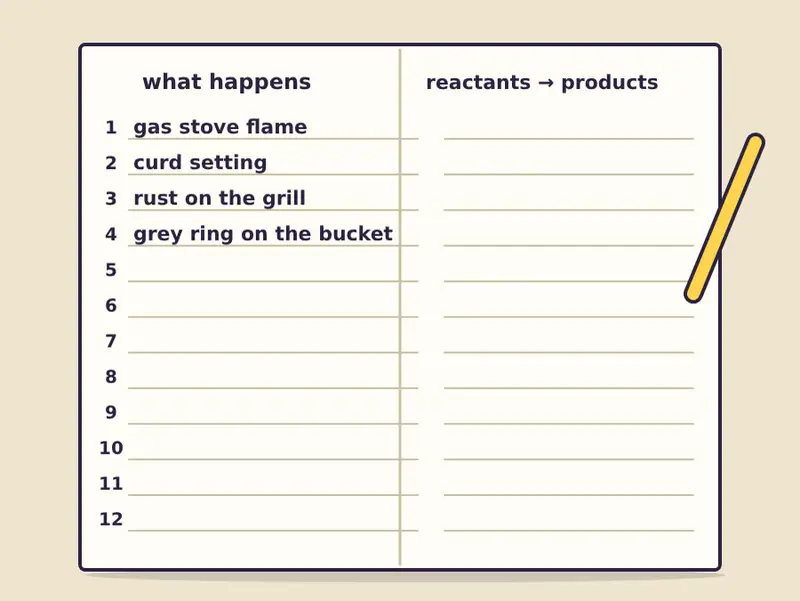 what happens
reactants → products
1 gas stove flame
2 curd setting
3 rust on the grill
4 grey ring on the bucket
5
6
7
8
9
10
11
12